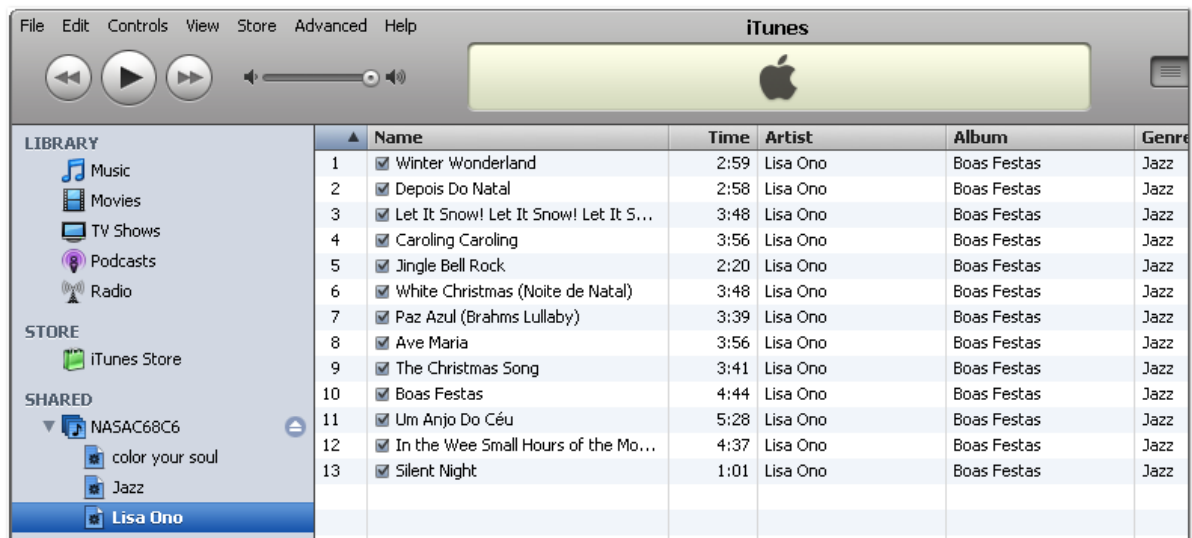 File Edit Controls View Store Advanced Help
iTunes
LIBRARY
Music
Movies
TV Shows
Podcasts
Radio
STORE
iTunes Store
SHARED
NASAC68C6
color your soul
Jazz
Lisa Ono
Name Time Artist Album Genre
1 Winter Wonderland 2:59 Lisa Ono Boas Festas Jazz
2 Depois Do Natal 2:58 Lisa Ono Boas Festas Jazz
3 Let It Snow! Let It Snow! Let It S... 3:48 Lisa Ono Boas Festas Jazz
4 Caroling Caroling 3:56 Lisa Ono Boas Festas Jazz
5 Jingle Bell Rock 2:20 Lisa Ono Boas Festas Jazz
6 White Christmas (Noite de Natal) 3:48 Lisa Ono Boas Festas Jazz
7 Paz Azul (Brahms Lullaby) 3:39 Lisa Ono Boas Festas Jazz
8 Ave Maria 3:56 Lisa Ono Boas Festas Jazz
9 The Christmas Song 3:41 Lisa Ono Boas Festas Jazz
10 Boas Festas 4:44 Lisa Ono Boas Festas Jazz
11 Um Anjo Do Céu 5:28 Lisa Ono Boas Festas Jazz
12 In the Wee Small Hours of the Mo... 4:37 Lisa Ono Boas Festas Jazz
13 Silent Night 1:01 Lisa Ono Boas Festas Jazz